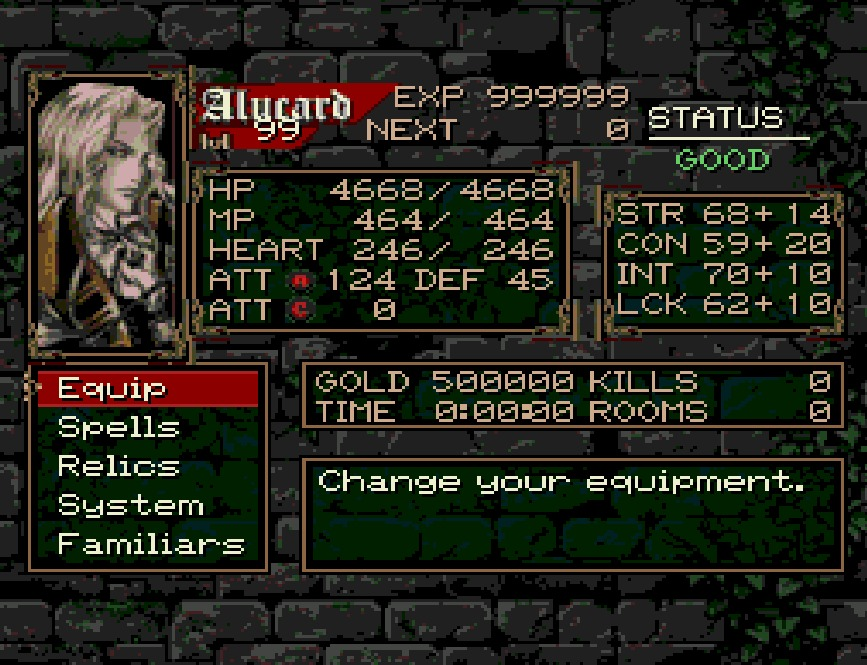 Alucard EXP 999999
lvl 99 NEXT 0
STATUS
GOOD
HP 4668/4668
MP 464/ 464
HEART 246/ 246
ATT A 124 DEF 45
ATT C 0
STR 68+14
CON 59+20
INT 70+10
LCK 62+10
Equip
Spells
Relics
System
Familiars
GOLD 500000 KILLS 0
TIME 0:00:00 ROOMS 0
Change your equipment.